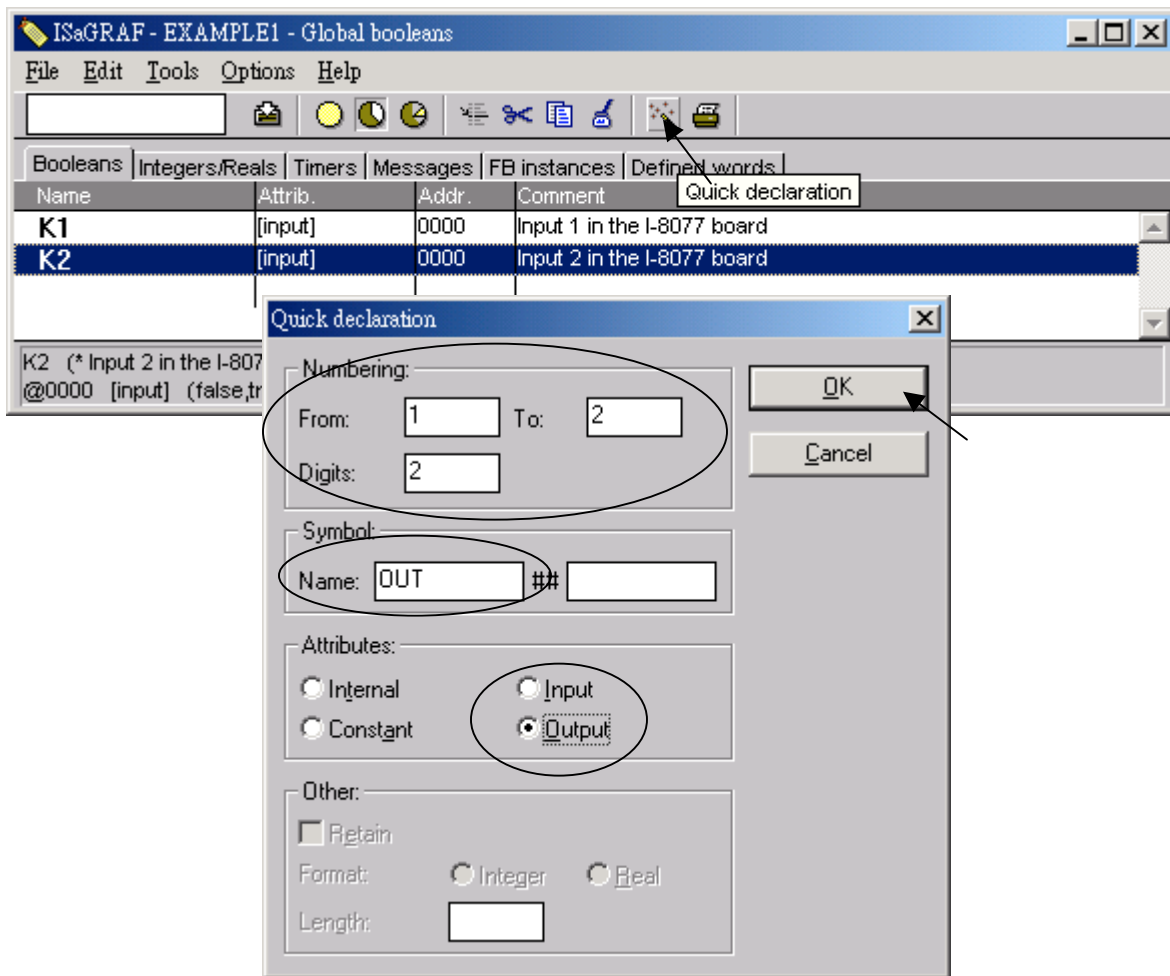 ISaGRAF - EXAMPLE1 - Global booleans
File Edit Tools Options Help
Booleans Integers/Reals Timers Messages FB instances Defined words
Quick declaration
Name Attrib. Addr. Comment
K1 [input] 0000 Input 1 in the I-8077 board
K2 [input] 0000 Input 2 in the I-8077 board
K2 (* Input 2 in the I-807
@0000 [input] (false,tr
Quick declaration
Numbering:
From: 1 To: 2
Digits: 2
OK
Cancel
Symbol:
Name: OUT ##
Attributes:
Internal Input
Constant Output
Other:
Retain
Format: Integer Real
Length: